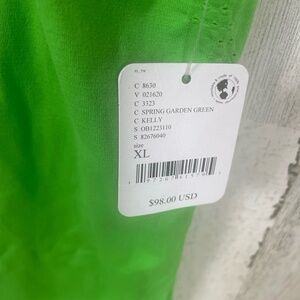 C 8630
V 021620
C 3323
C SPRING GARDEN GREEN
C KELLY
S OB1223110
S 82676040
size
XL
$98.00 USD